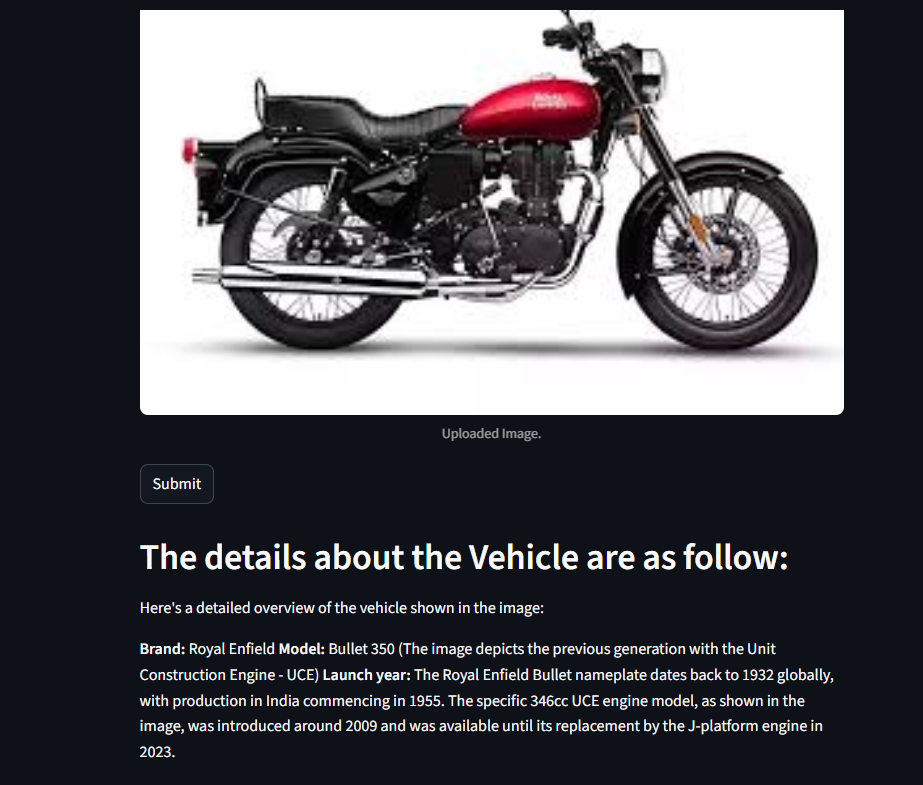 Uploaded Image.
Submit
The details about the Vehicle are as follow:
Here's a detailed overview of the vehicle shown in the image:
Brand: Royal Enfield Model: Bullet 350 (The image depicts the previous generation with the Unit
Construction Engine - UCE) Launch year: The Royal Enfield Bullet nameplate dates back to 1932 globally,
with production in India commencing in 1955. The specific 346cc UCE engine model, as shown in the
image, was introduced around 2009 and was available until its replacement by the J-platform engine in
2023.